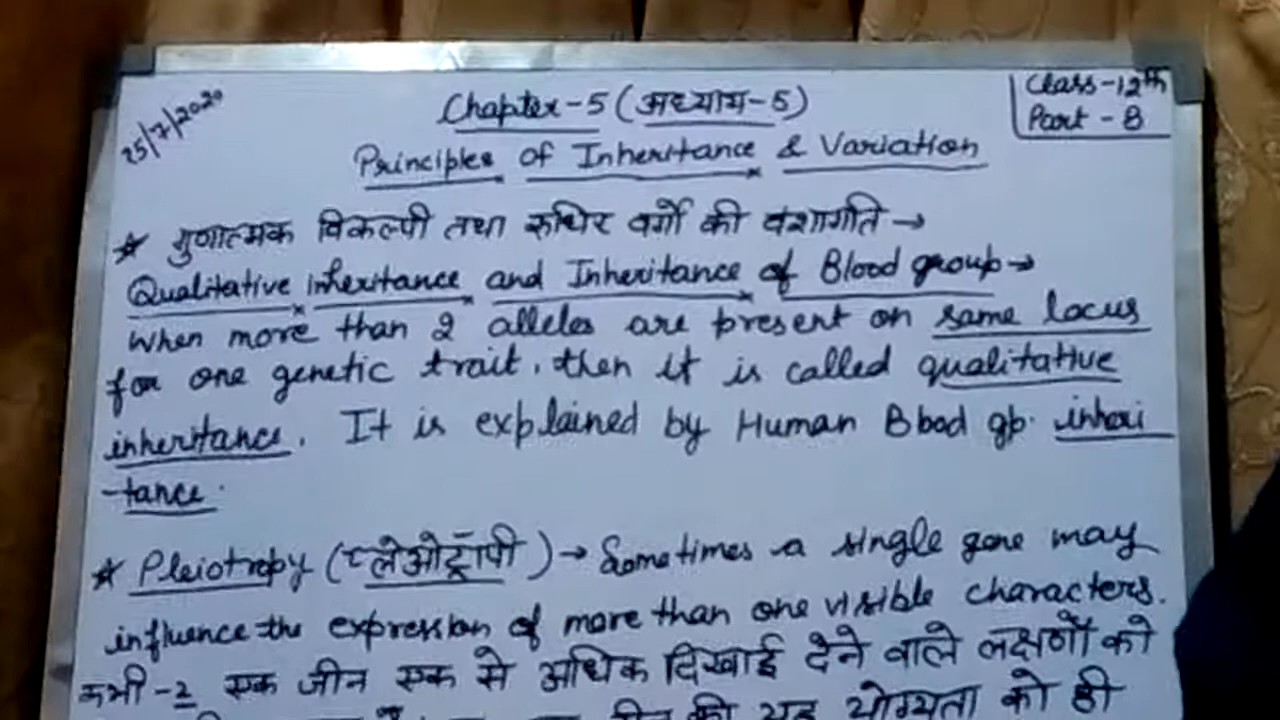 25/7/2020
Chapter-5 (अध्याय-5)
Class-12th
Part - 8
Principles of Inheritance & Variation
★ गुणात्मक विकल्पी तथा रुधिर वर्गों की वंशागति →
Qualitative inheritance and Inheritance of Blood group→
When more than 2 alleles are present on same locus
for one genetic trait, then it is called qualitative
inheritance. It is explained by Human Blood gp. inheri
-tance.
★ Pleiotropy (प्लेओट्रॉपी) → Sometimes a single gene may
influence the expression of more than one visible characters.
कभी-2 एक जीन एक से अधिक दिखाई देने वाले लक्षणों को
जीन की यह योग्यता को ही